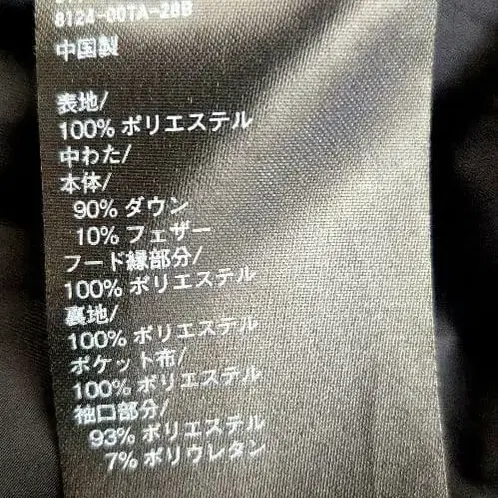 8124-00TA-28B
中国製
表地/
100% ポリエステル
中わた/
本体/
90% ダウン
10% フェザー
フード縁部分/
100% ポリエステル
裏地/
100% ポリエステル
ポケット布/
100% ポリエステル
袖口部分/
93% ポリエステル
7% ポリウレタン